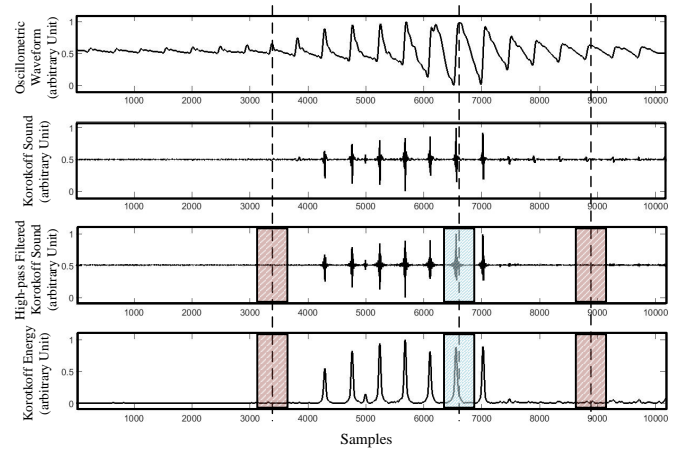 Oscillometric
Waveform
(arbitrary Unit)
1
0.5
0
1000 2000 3000 4000 5000 6000 7000 8000 9000 10000
Korotkoff Sound
(arbitrary Unit)
1
0.5
0
1000 2000 3000 4000 5000 6000 7000 8000 9000 10000
High-pass Filtered
Korotkoff Sound
(arbitrary Unit)
1
0.5
0
1000 2000 3000 4000 5000 6000 7000 8000 9000 10000
Korotkoff Energy
(arbitrary Unit)
1
0.5
0
1000 2000 3000 4000 5000 6000 7000 8000 9000 10000
Samples